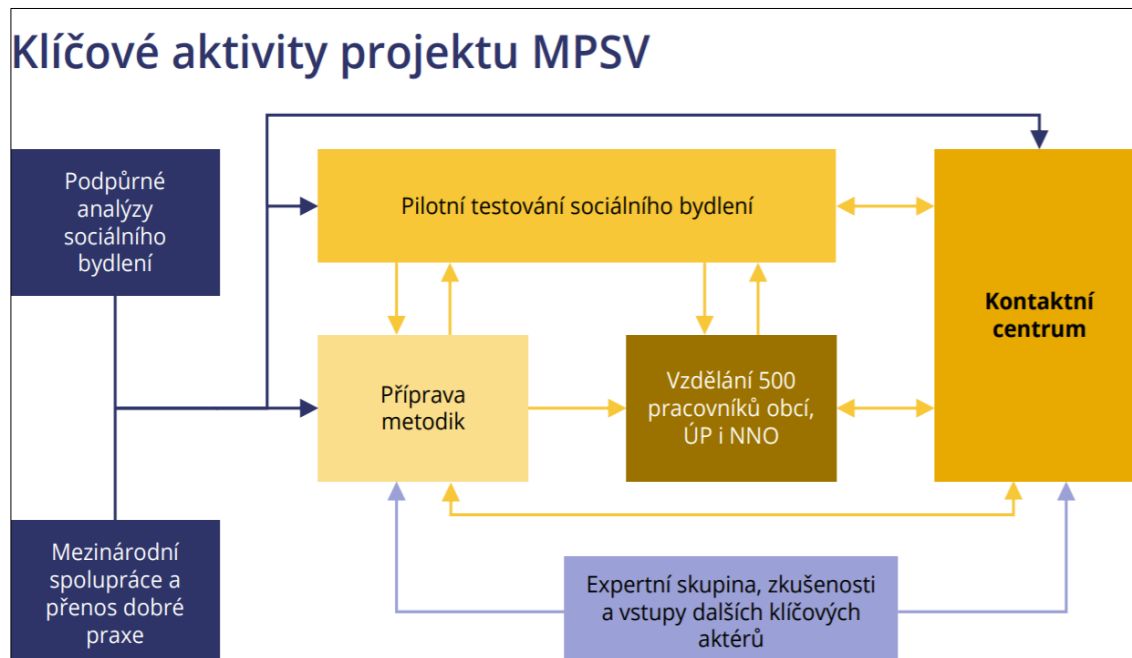 Klíčové aktivity projektu MPSV
Podpůrné
analýzy
sociálního
bydlení
Pilotní testování sociálního bydlení
Kontaktní
centrum
Příprava
metodik
Vzdělání 500
pracovníků obcí,
ÚP i NNO
Mezinárodní
spolupráce a
přenos dobré
praxe
Expertní skupina, zkušenosti
a vstupy dalších klíčových
aktérů